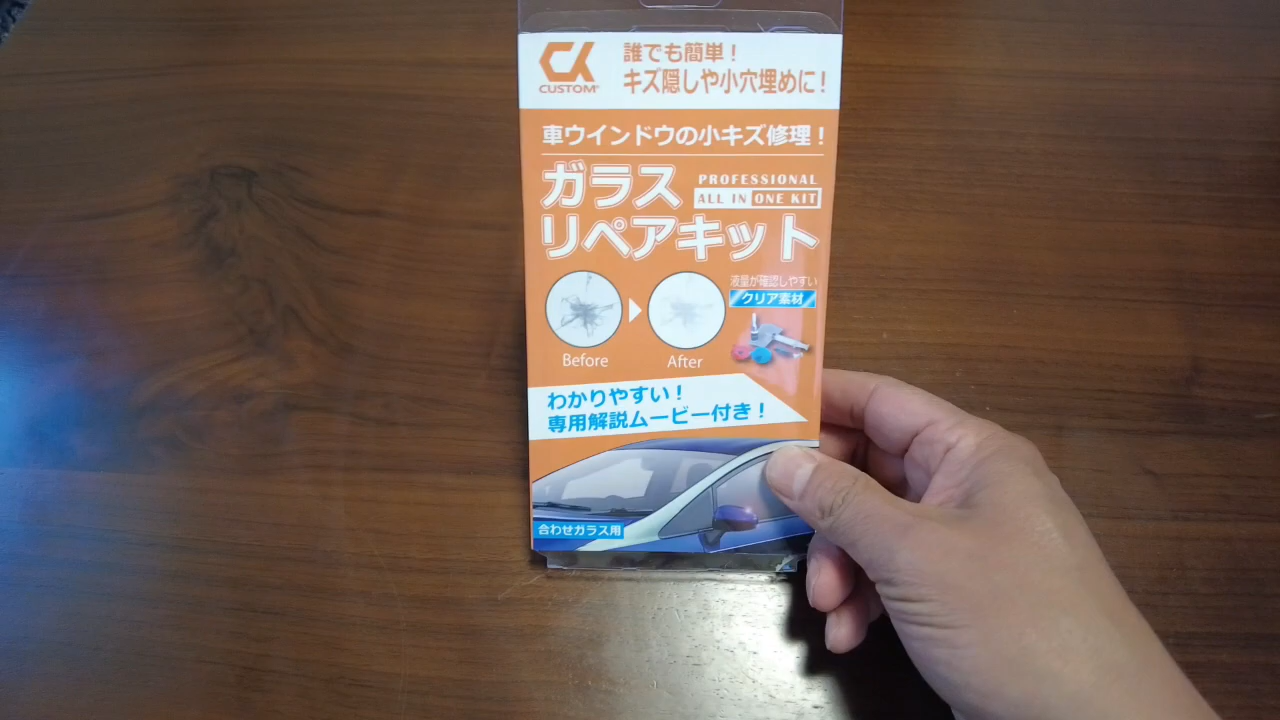 CUSTOM
誰でも簡単！
キズ隠しや小穴埋めに！
車ウインドウの小キズ修理！
ガラス
リペアキット
PROFESSIONAL
ALL IN ONE KIT
液量が確認しやすい
クリア素材
Before
After
わかりやすい！
専用解説ムービー付き！
合わせガラス用